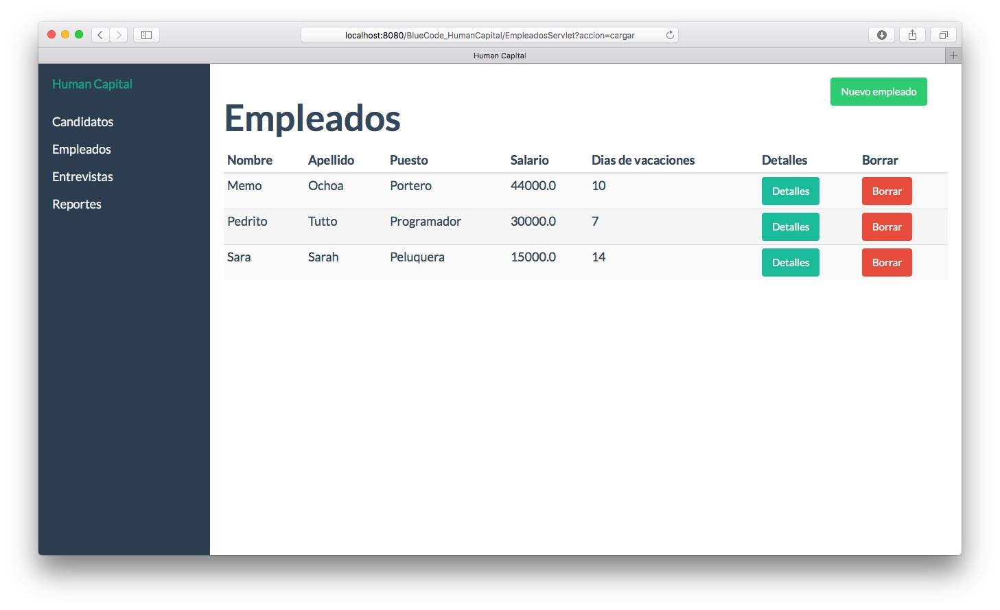 localhost:8080/BlueCode_HumanCapital/EmpleadosServlet?accion=cargar
Human Capital
Human Capital
Candidatos
Empleados
Entrevistas
Reportes
Nuevo empleado
Empleados
Nombre Apellido Puesto Salario Dias de vacaciones Detalles Borrar
Memo Ochoa Portero 44000.0 10 Detalles Borrar
Pedrito Tutto Programador 30000.0 7 Detalles Borrar
Sara Sarah Peluquera 15000.0 14 Detalles Borrar